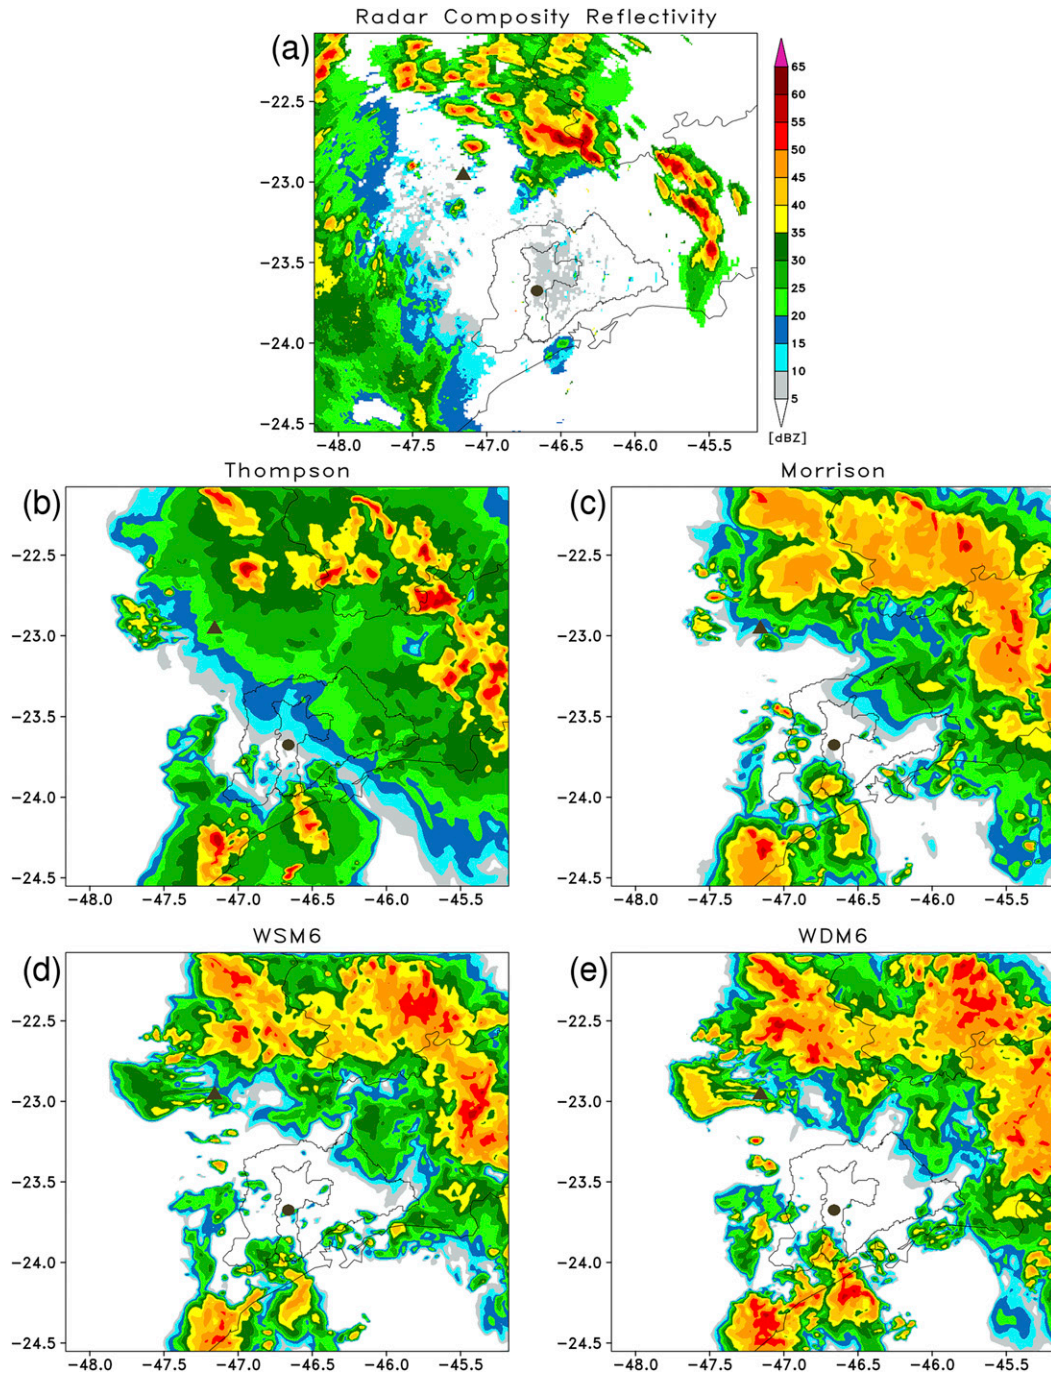 Radar Composity Reflectivity
(a)
65
60
55
50
45
40
35
30
25
20
15
10
5
[dBZ]
−22.5
−23.0
−23.5
−24.0
−24.5
−48.0 −47.5 −47.0 −46.5 −46.0 −45.5
Thompson Morrison
(b) (c)
−22.5 −22.5
−23.0 −23.0
−23.5 −23.5
−24.0 −24.0
−24.5 −24.5
−48.0 −47.5 −47.0 −46.5 −46.0 −45.5 −48.0 −47.5 −47.0 −46.5 −46.0 −45.5
WSM6 WDM6
(d) (e)
−22.5 −22.5
−23.0 −23.0
−23.5 −23.5
−24.0 −24.0
−24.5 −24.5
−48.0 −47.5 −47.0 −46.5 −46.0 −45.5 −48.0 −47.5 −47.0 −46.5 −46.0 −45.5